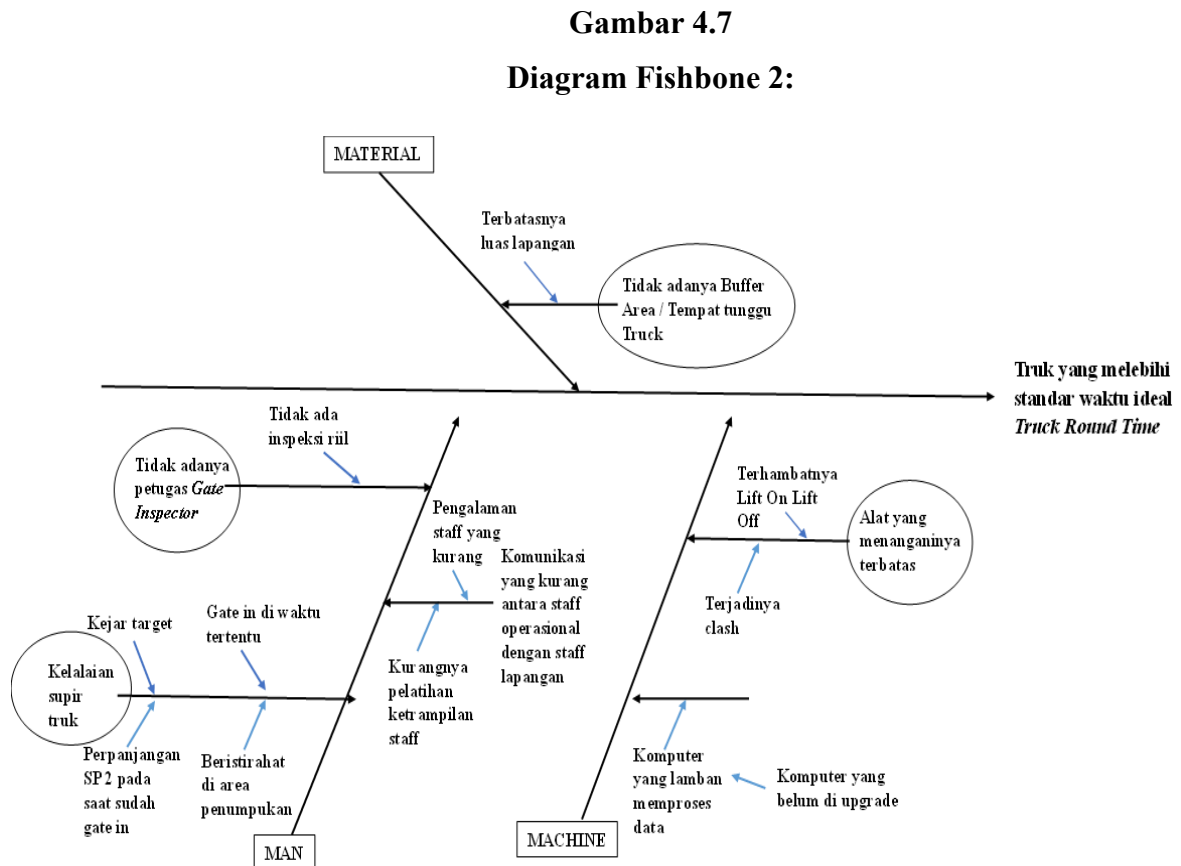 Gambar 4.7
Diagram Fishbone 2:
MATERIAL
Terbatasnya
luas lapangan
Tidak adanya Buffer
Area / Tempat tunggu
Truck
Truk yang melebihi
standar waktu ideal
Truck Round Time
Tidak ada
inspeksi riil
Tidak adanya
petugas Gate
Inspector
Pengalaman
staff yang
kurang
Komunikasi
yang kurang
antara staff
operasional
dengan staff
lapangan
Kurangnya
pelatihan
ketrampilan
staff
Kejar target
Gate in di waktu
tertentu
Kelalaian
supir
truk
Perpanjangan
SP2 pada
saat sudah
gate in
Beristirahat
di area
penumpukan
MAN
Terhambatnya
Lift On Lift
Off
Alat yang
menanganinya
terbatas
Terjadinya
clash
Komputer
yang lamban
memproses
data
Komputer yang
belum di upgrade
MACHINE